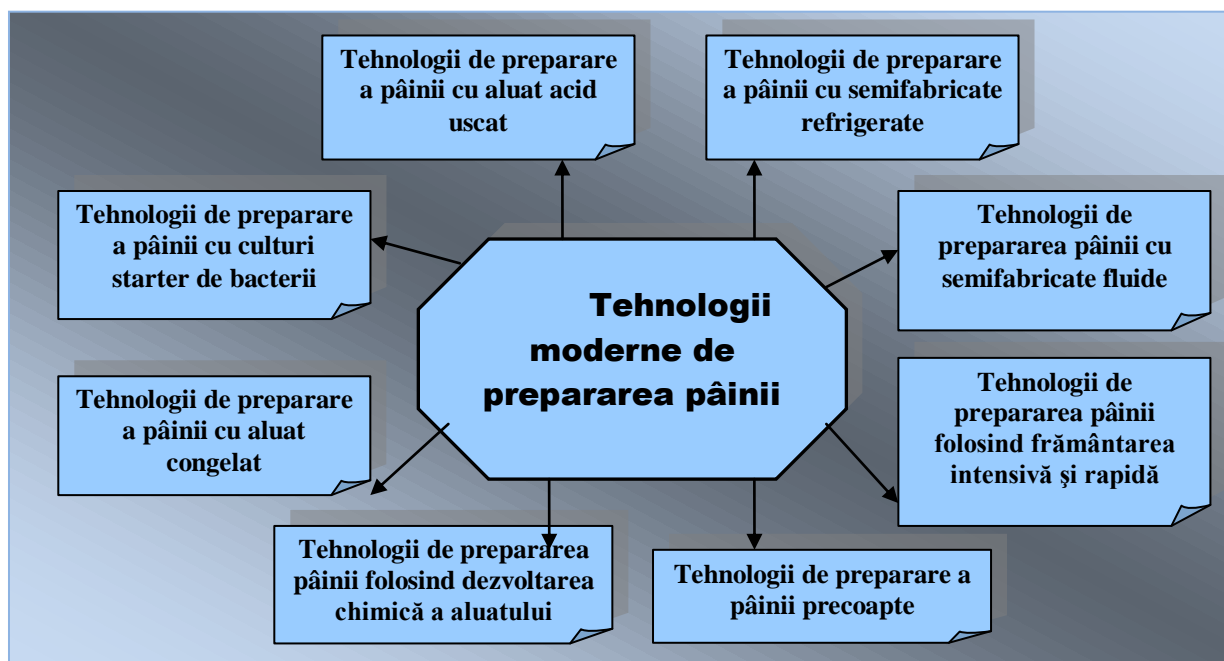 Tehnologii de preparare
a pâinii cu aluat acid
uscat
Tehnologii de preparare
a pâinii cu semifabricate
refrigerate
Tehnologii de preparare
a pâinii cu culturi
starter de bacterii
Tehnologii de
prepararea pâinii cu
semifabricate fluide
Tehnologii
moderne de
prepararea pâinii
Tehnologii de preparare
a pâinii cu aluat
congelat
Tehnologii de
prepararea pâinii
folosind frământarea
intensivă şi rapidă
Tehnologii de prepararea
pâinii folosind dezvoltarea
chimică a aluatului
Tehnologii de preparare a
pâinii precoapte